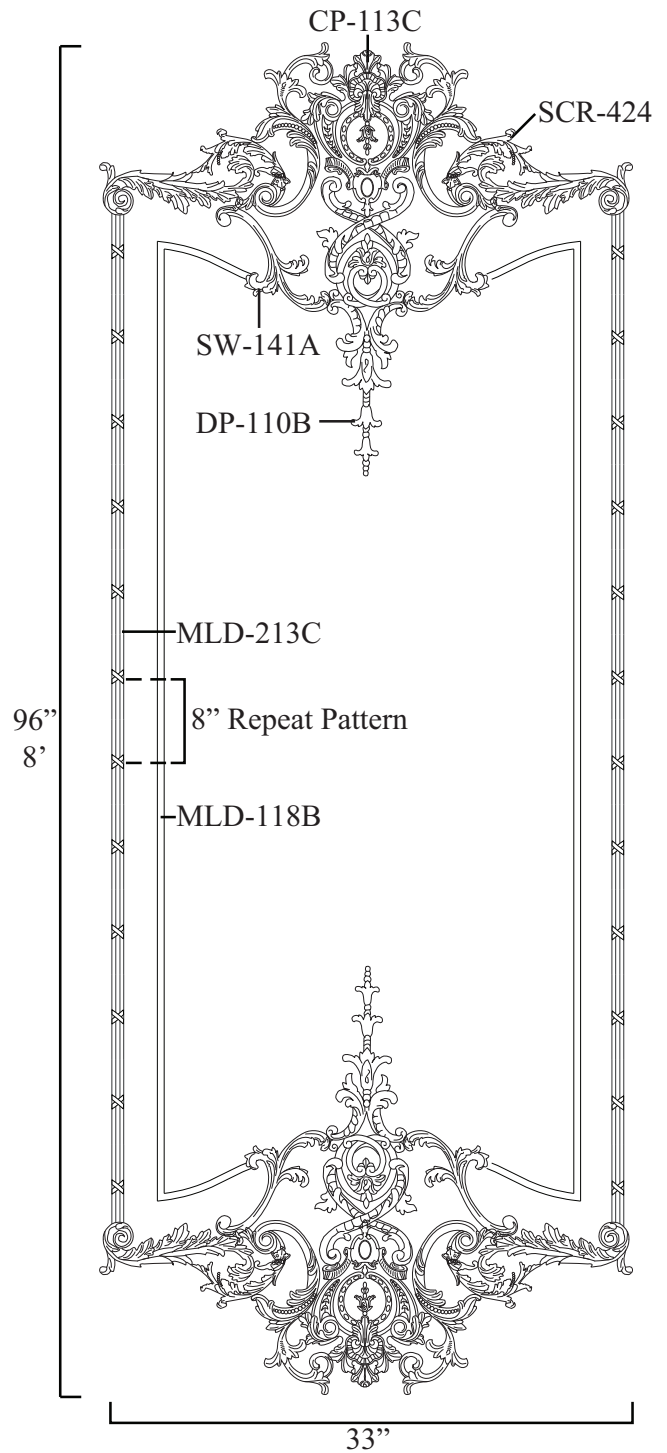 CP-113C
SCR-424
SW-141A
DP-110B
MLD-213C
96”
8’
8” Repeat Pattern
MLD-118B
33”